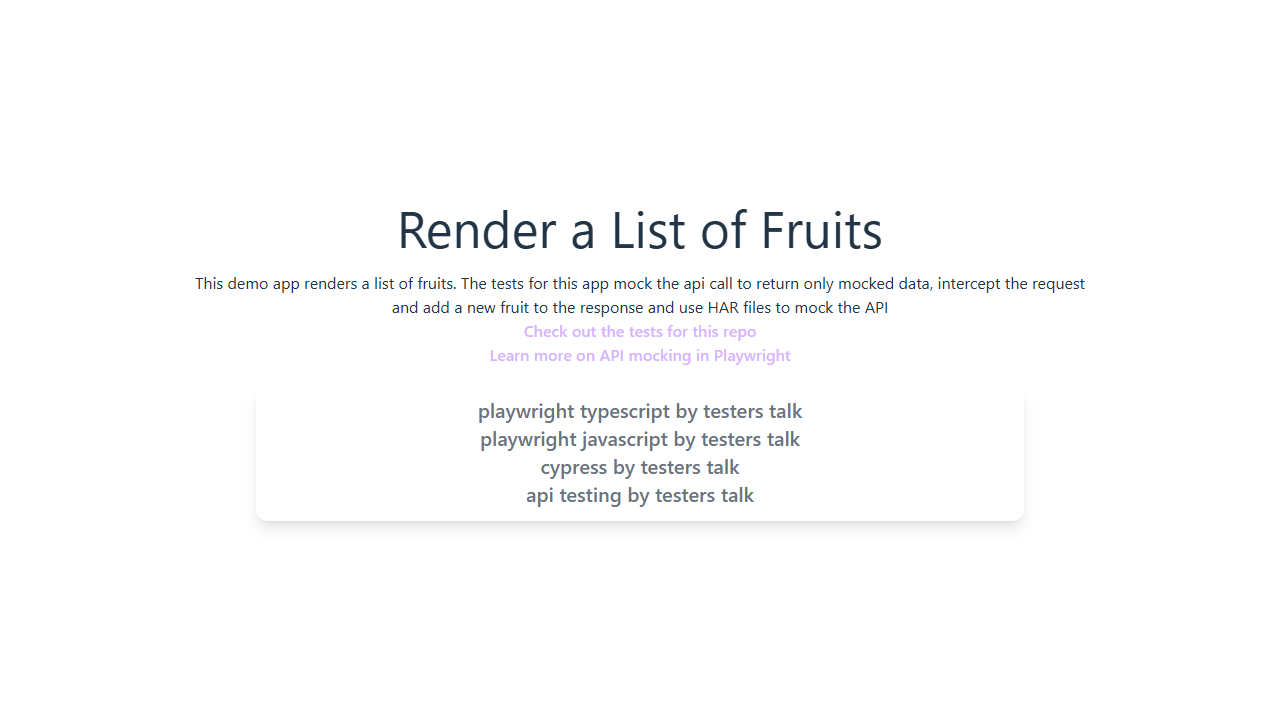 Render a List of Fruits
This demo app renders a list of fruits. The tests for this app mock the api call to return only mocked data, intercept the request
and add a new fruit to the response and use HAR files to mock the API
Check out the tests for this repo
Learn more on API mocking in Playwright
playwright typescript by testers talk
playwright javascript by testers talk
cypress by testers talk
api testing by testers talk